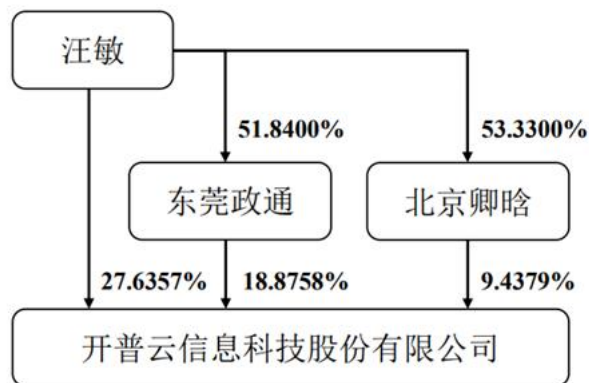 汪敏
51.8400%
53.3300%
东莞政通
北京卿晗
27.6357%
18.8758%
9.4379%
开普云信息科技股份有限公司